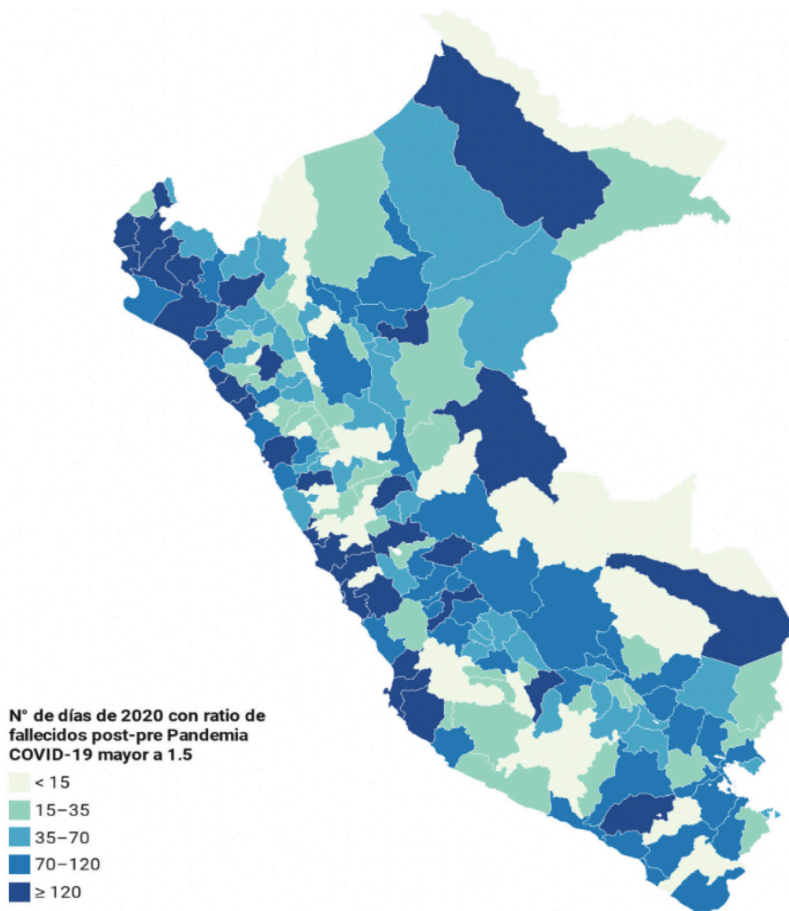 N° de días de 2020 con ratio de
fallecidos post-pre Pandemia
COVID-19 mayor a 1.5
< 15
15–35
35–70
70–120
≥ 120